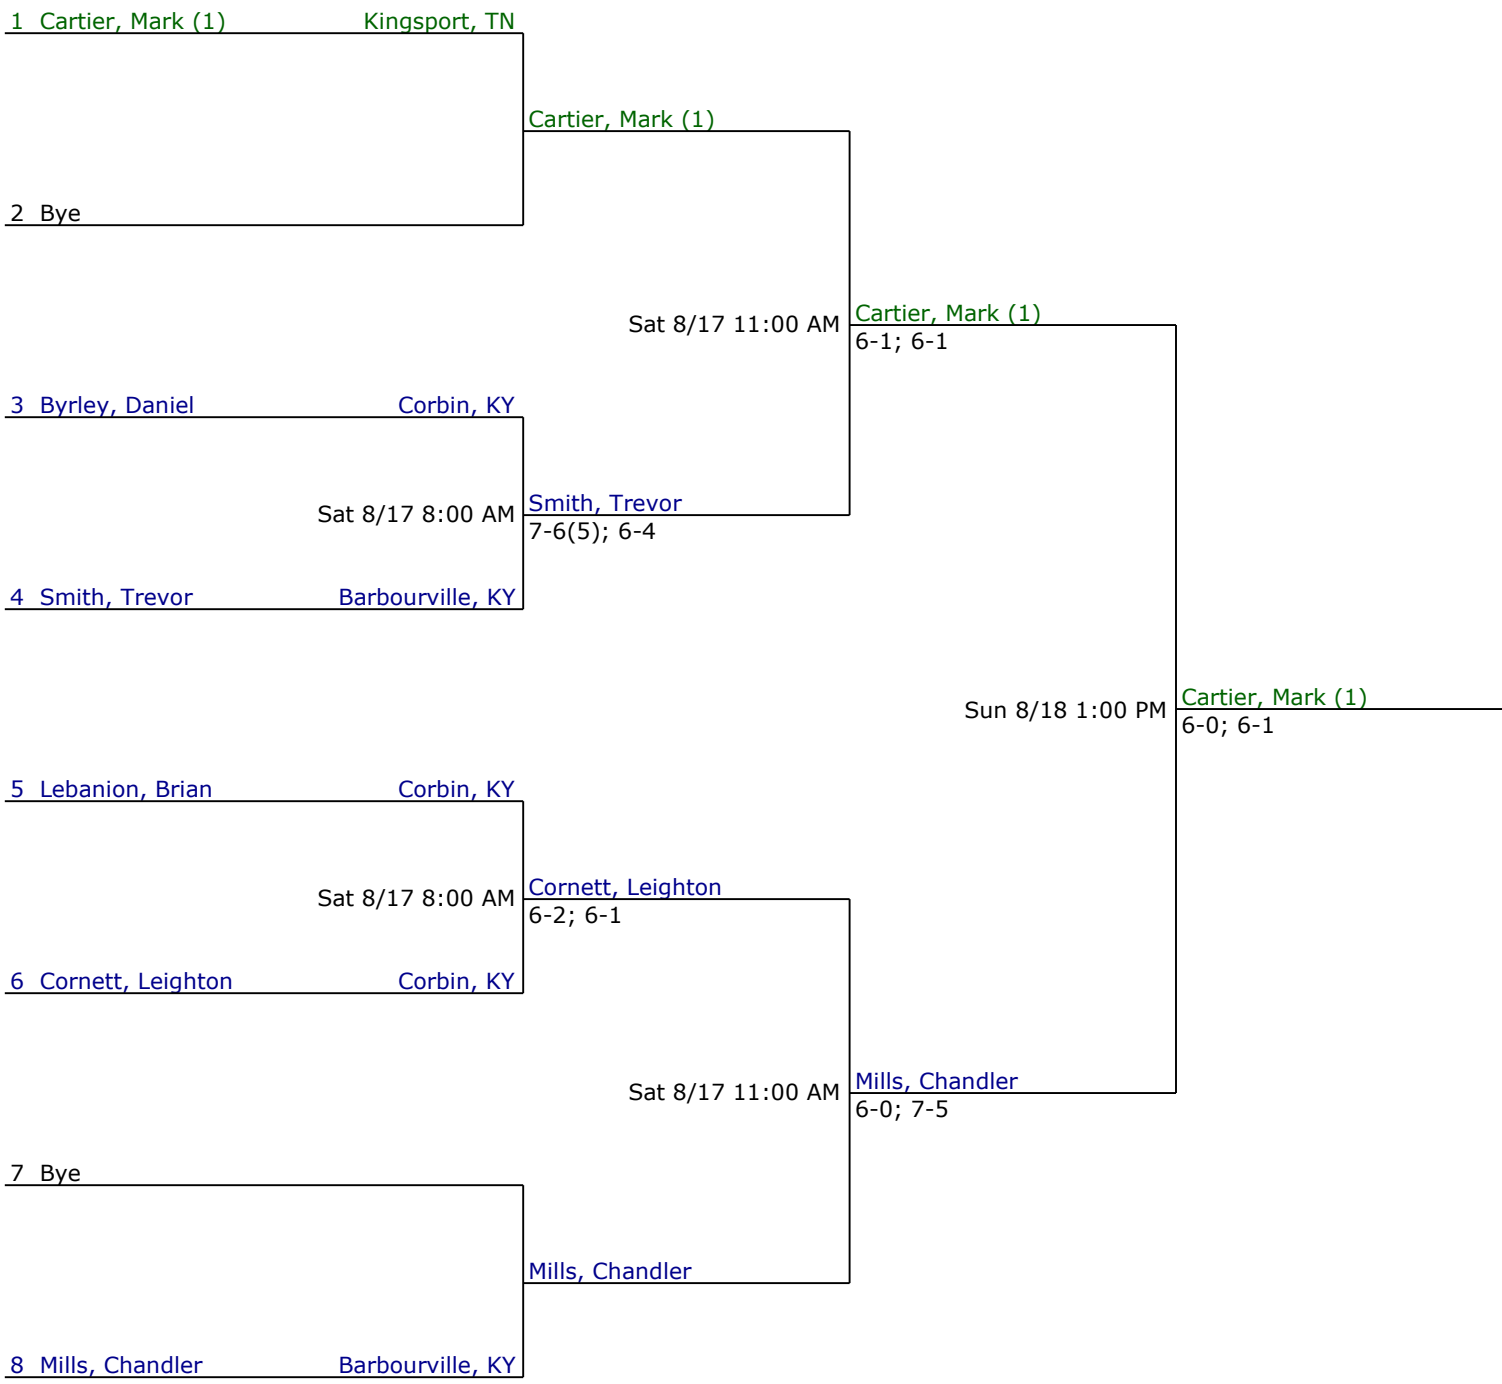 1 Cartier, Mark (1) Kingsport, TN
Cartier, Mark (1)
2 Bye
Sat 8/17 11:00 AM
Cartier, Mark (1)
6-1; 6-1
3 Byrley, Daniel Corbin, KY
Sat 8/17 8:00 AM
Smith, Trevor
7-6(5); 6-4
4 Smith, Trevor Barbourville, KY
Sun 8/18 1:00 PM
Cartier, Mark (1)
6-0; 6-1
5 Lebanion, Brian Corbin, KY
Sat 8/17 8:00 AM
Cornett, Leighton
6-2; 6-1
6 Cornett, Leighton Corbin, KY
Sat 8/17 11:00 AM
Mills, Chandler
6-0; 7-5
7 Bye
Mills, Chandler
8 Mills, Chandler Barbourville, KY